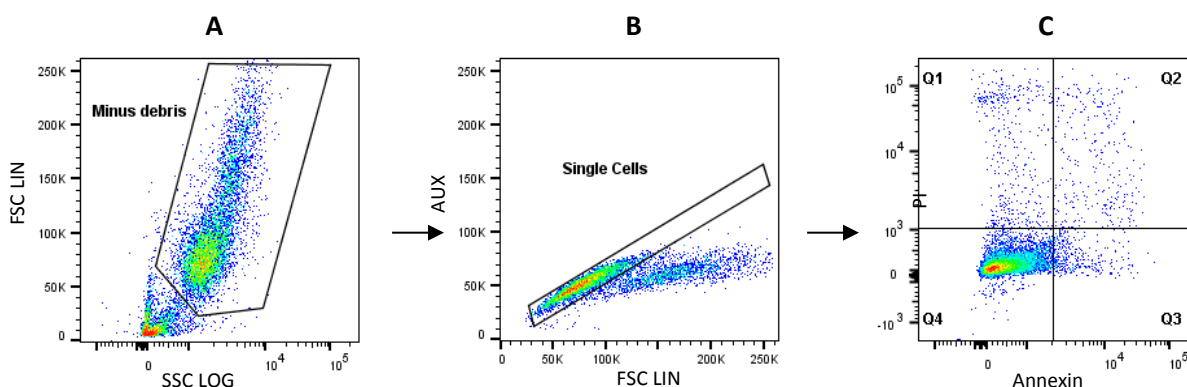 A
B
C
250K
200K
150K
100K
50K
0
FSC LIN
Minus debris
0
10^4
10^5
SSC LOG
250K
200K
150K
100K
50K
0
AUX
Single Cells
0
50K
100K
150K
200K
250K
FSC LIN
Q1
Q2
10^5
10^4
PI
10^3
0
-10^3
Q4
Q3
0
10^4
10^5
Annexin